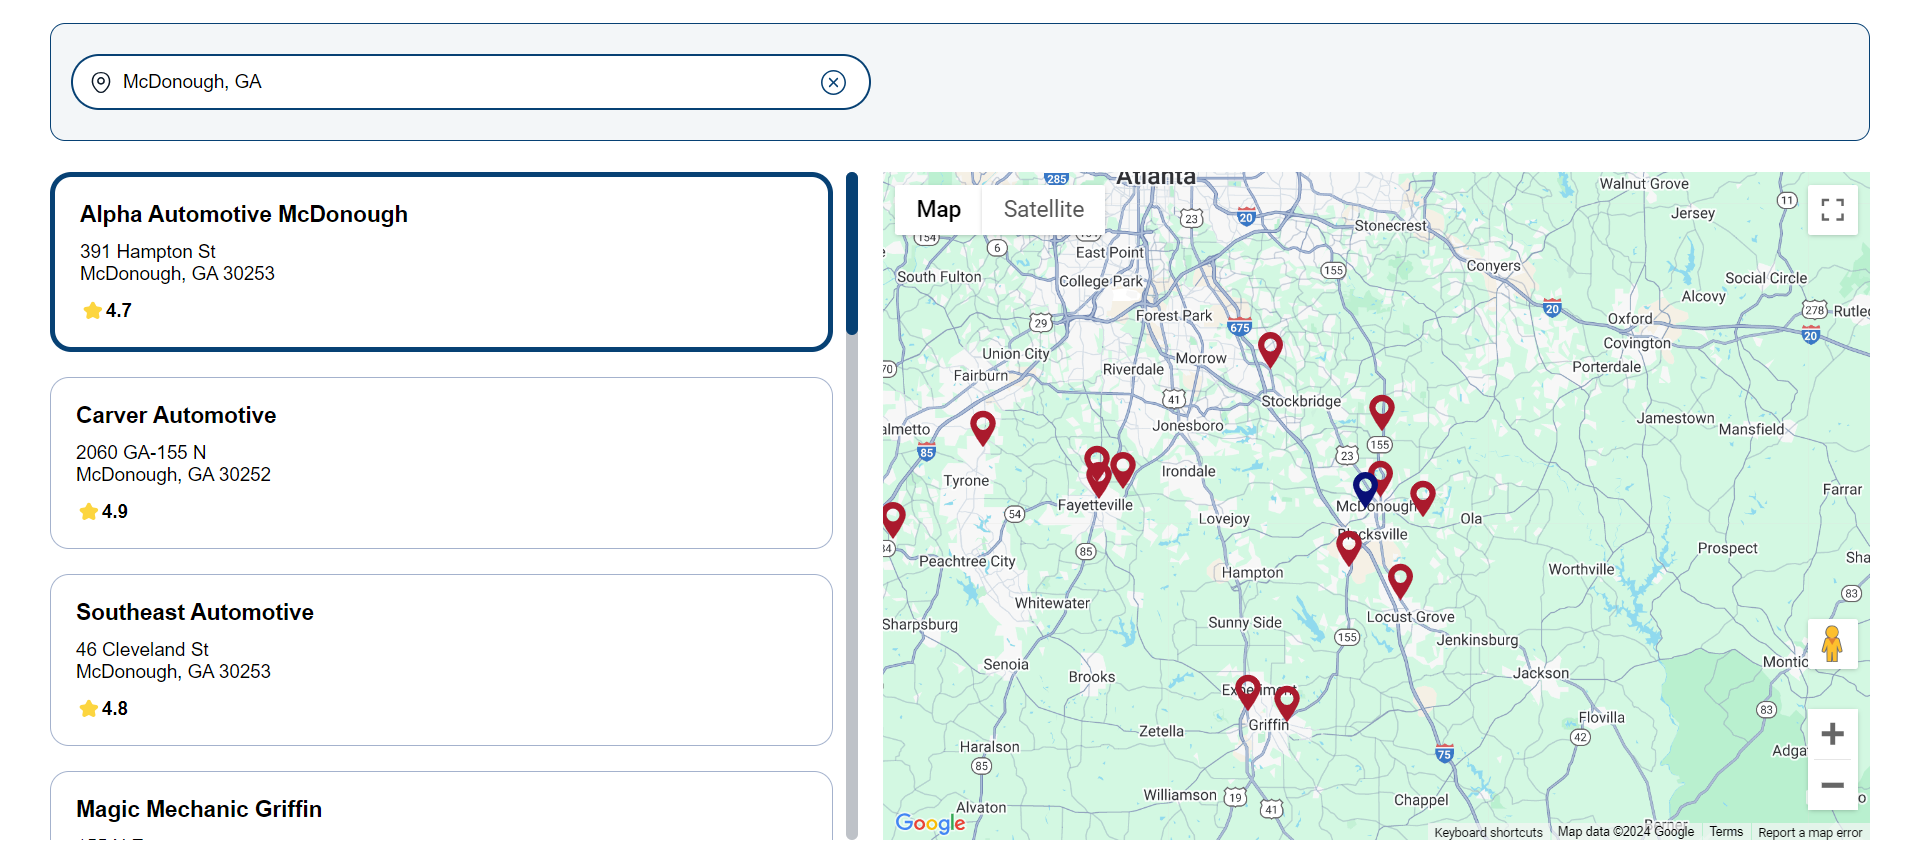 McDonough, GA
Alpha Automotive McDonough
391 Hampton St
McDonough, GA 30253
4.7
Carver Automotive
2060 GA-155 N
McDonough, GA 30252
4.9
Southeast Automotive
46 Cleveland St
McDonough, GA 30253
4.8
Magic Mechanic Griffin
Map
Satellite
285
Atlanta
Walnut Grove
11
Jersey
23
20
Stonecrest
154
6
East Point
South Fulton
College Park
155
Conyers
Social Circle
Alcovy
278
20
29
Forest Park
675
Oxford
20
Covington
Union City
Morrow
Riverdale
Porterdale
Fairburn
41
Stockbridge
Jonesboro
Jamestown
Mansfield
85
155
23
Irondale
Tyrone
Fayetteville
McDonough
Farrar
54
Lovejoy
Ola
85
Peachtree City
Prospect
Hampton
Worthville
Whitewater
83
Sharpsburg
Sunny Side
Locust Grove
155
Jenkinsburg
Senoia
Brooks
Jackson
Experiment
Griffin
Zetella
Flovilla
83
42
Haralson
85
75
Williamson
19
41
Chappel
Alvaton
Google
Keyboard shortcuts
Map data ©2024 Google
Terms
Report a map error